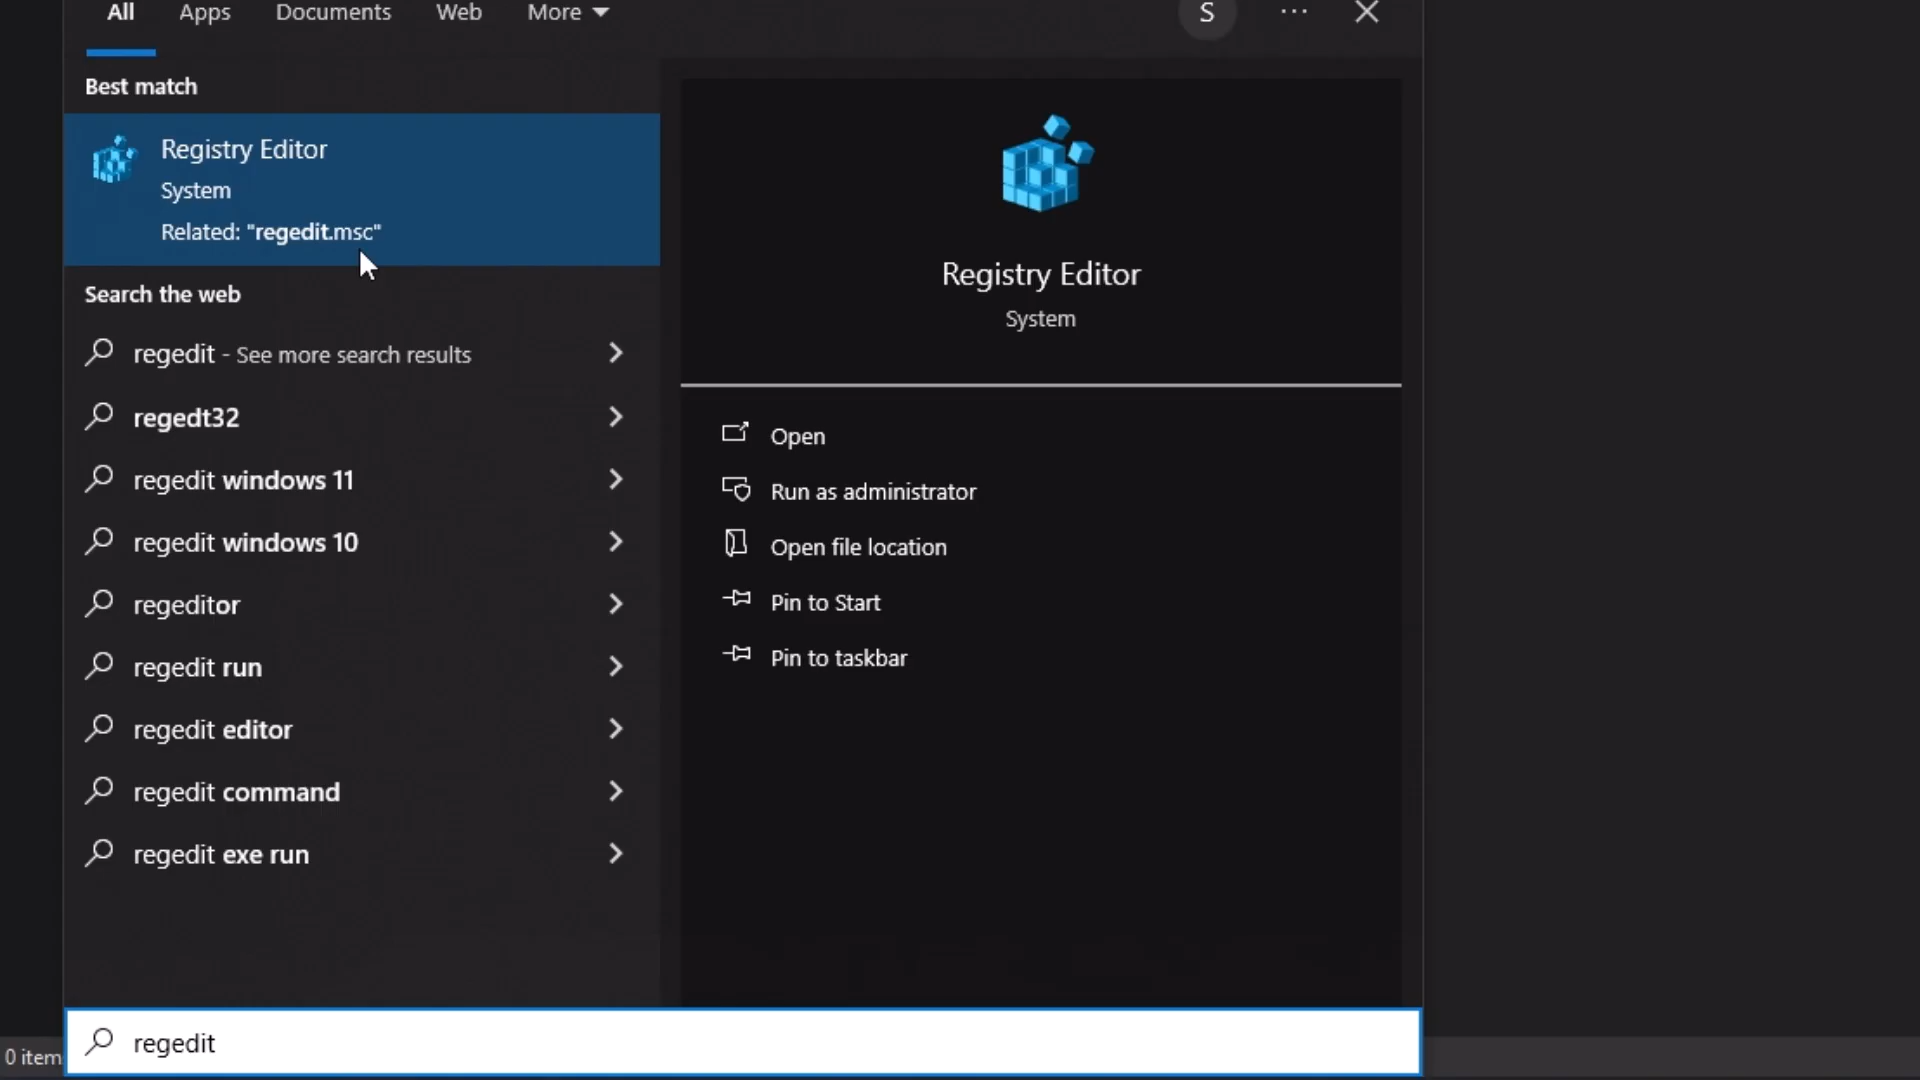 All
Apps
Documents
Web
More
S
Best match
Registry Editor
System
Related: "regedit.msc"
Search the web
regedit - See more search results
regedt32
regedit windows 11
regedit windows 10
regeditor
regedit run
regedit editor
regedit command
regedit exe run
Registry Editor
System
Open
Run as administrator
Open file location
Pin to Start
Pin to taskbar
0 item
regedit